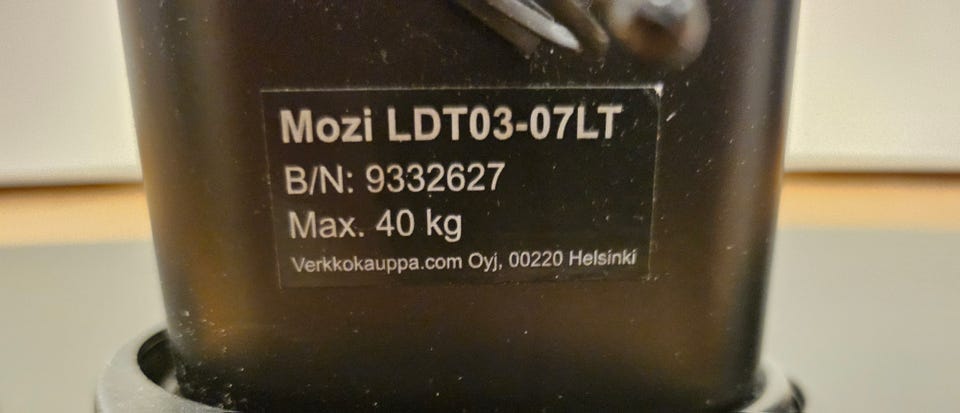 Mozi LDT03-07LT
B/N: 9332627
Max. 40 kg
Verkkokauppa.com Oyj, 00220 Helsinki